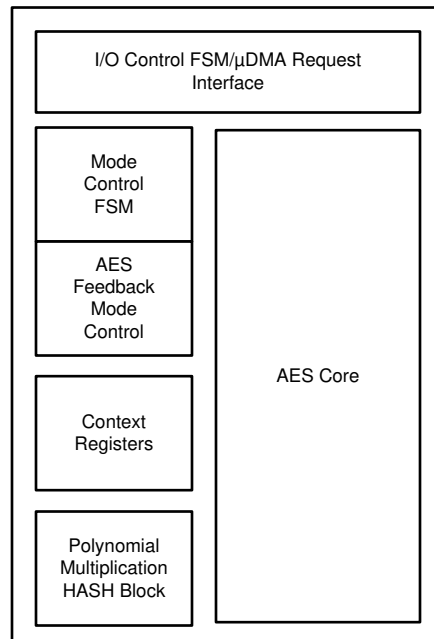 I/O Control FSM/µDMA Request
Interface
Mode
Control
FSM
AES
Feedback
Mode
Control
Context
Registers
Polynomial
Multiplication
HASH Block
AES Core